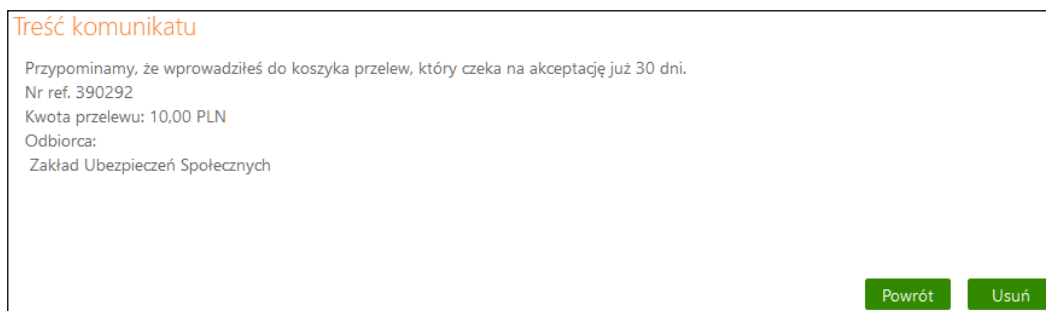 Treść komunikatu
Przypominamy, że wprowadziłeś do koszyka przelew, który czeka na akceptację już 30 dni.
Nr ref. 390292
Kwota przelewu: 10,00 PLN
Odbiorca:
Zakład Ubezpieczeń Społecznych
Powrót Usuń